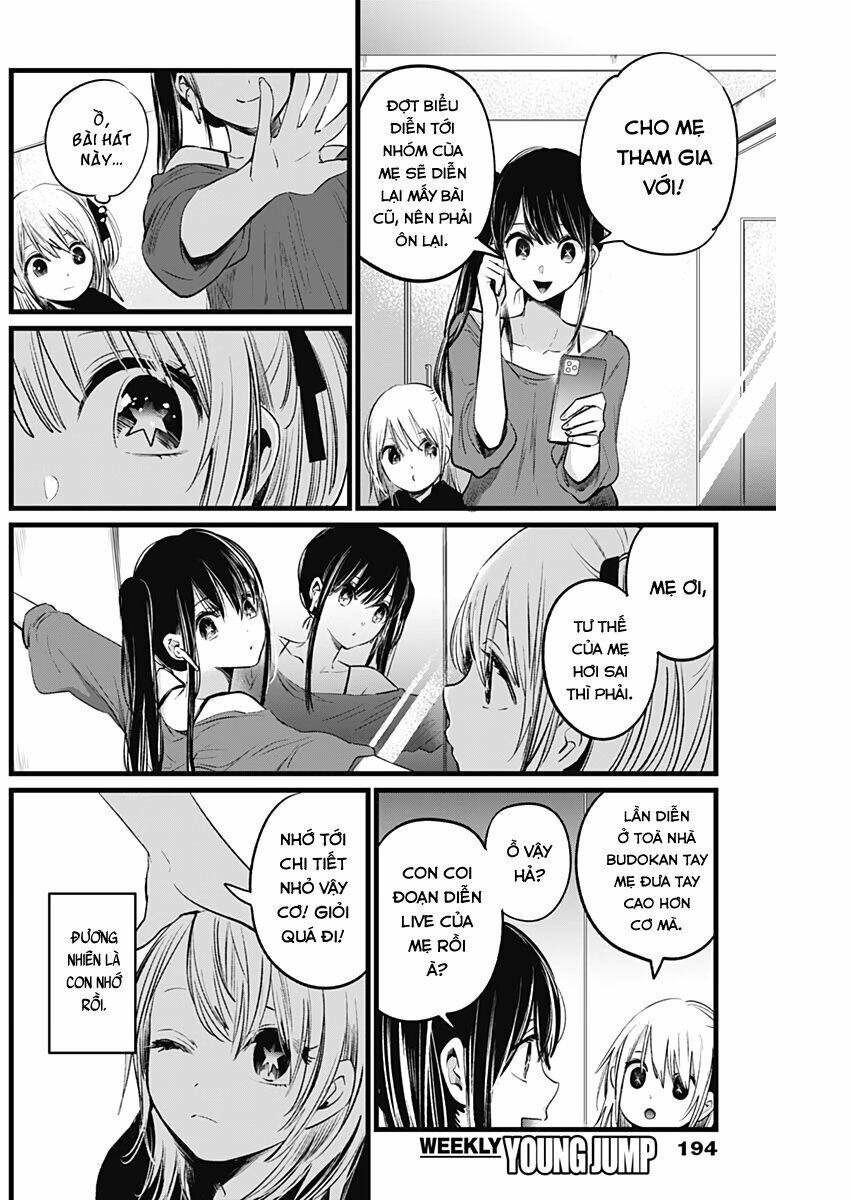 CHO MẸ
THAM GIA
VỚI!
ĐỢT BIỂU
DIỄN TỚI
NHÓM CỦA
MẸ SẼ DIỄN
LẠI MẤY BÀI
CŨ, NÊN PHẢI
ÔN LẠI.
Ồ,
BÀI HÁT
NÀY...
MẸ ƠI,
TƯ THẾ
CỦA MẸ
HƠI SAI
THÌ PHẢI.
LẦN DIỄN
Ở TOÀ NHÀ
BUDOKAN TAY
MẸ ĐƯA TAY
CAO HƠN
CƠ MÀ.
Ồ VẬY
HẢ?
CON COI
ĐOẠN DIỄN
LIVE CỦA
MẸ RỒI
À?
NHỚ TỚI
CHI TIẾT
NHỎ VẬY
CƠ! GIỎI
QUÁ ĐI!
ĐƯƠNG
NHIÊN LÀ
CON NHỚ
RỒI.
WEEKLY YOUNG JUMP 194